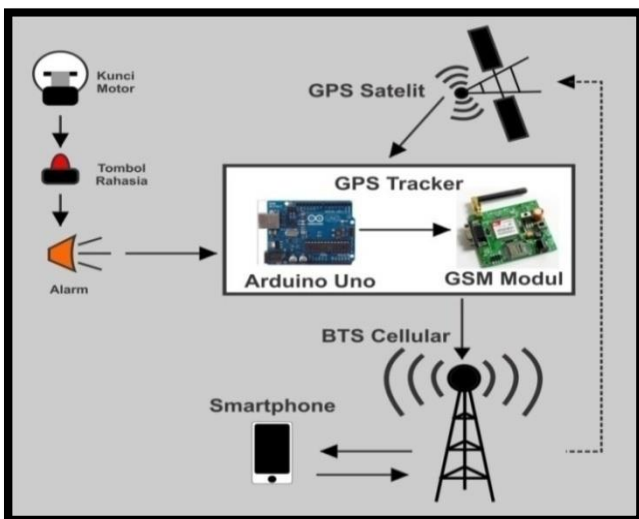 Kunci
Motor
GPS Satelit
Tombol
Rahasia
GPS Tracker
Arduino Uno
GSM Modul
Alarm
BTS Cellular
Smartphone